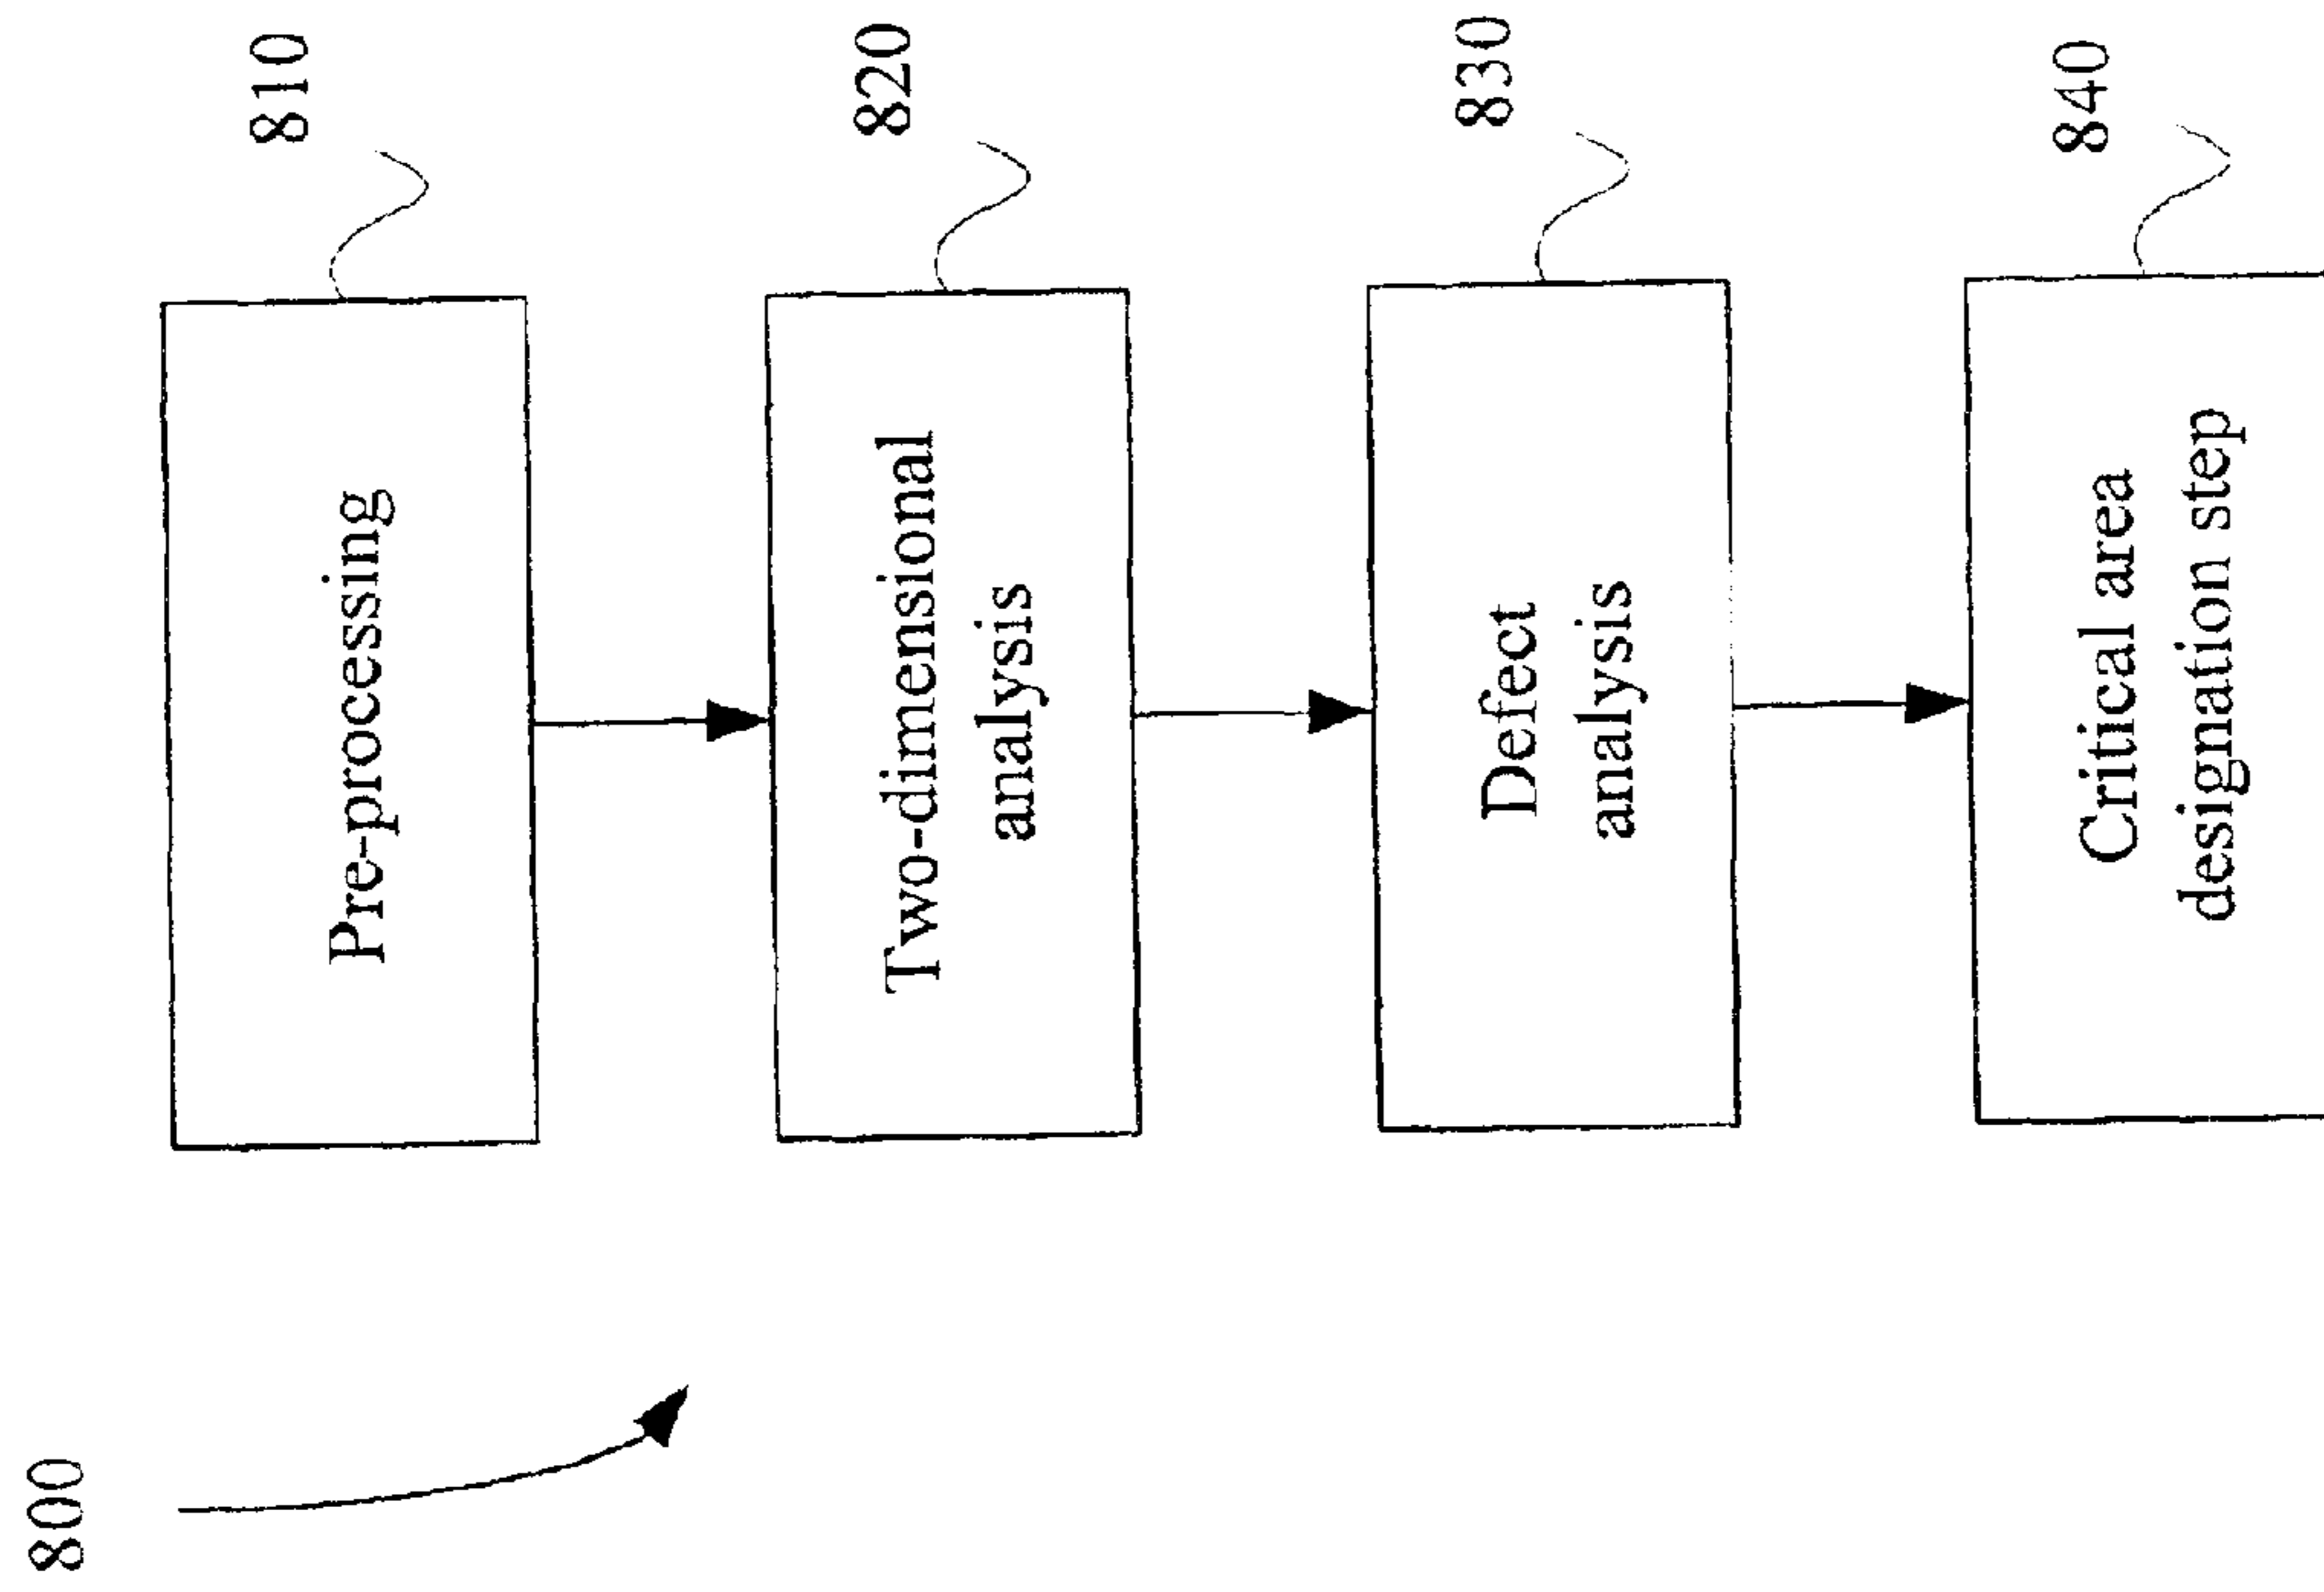 800
810
Pre-processing
820
Two-dimensional
analysis
830
Defect
analysis
840
Critical area
designation step